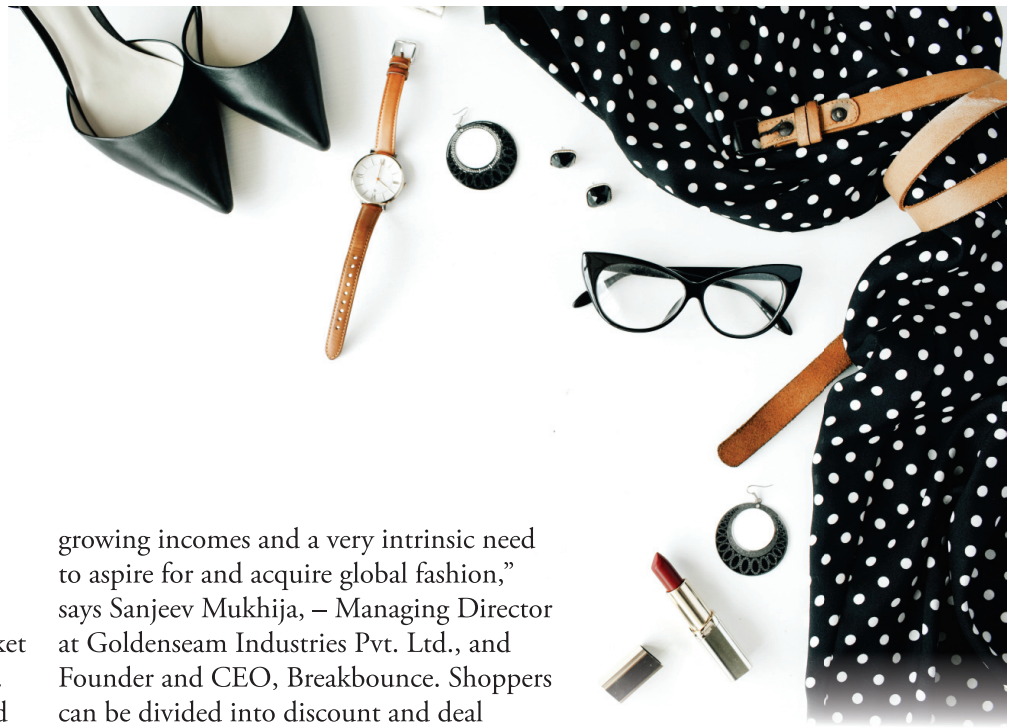 growing incomes and a very intrinsic need
to aspire for and acquire global fashion,”
says Sanjeev Mukhija, – Managing Director
at Goldenseam Industries Pvt. Ltd., and
Founder and CEO, Breakbounce. Shoppers
can be divided into discount and deal